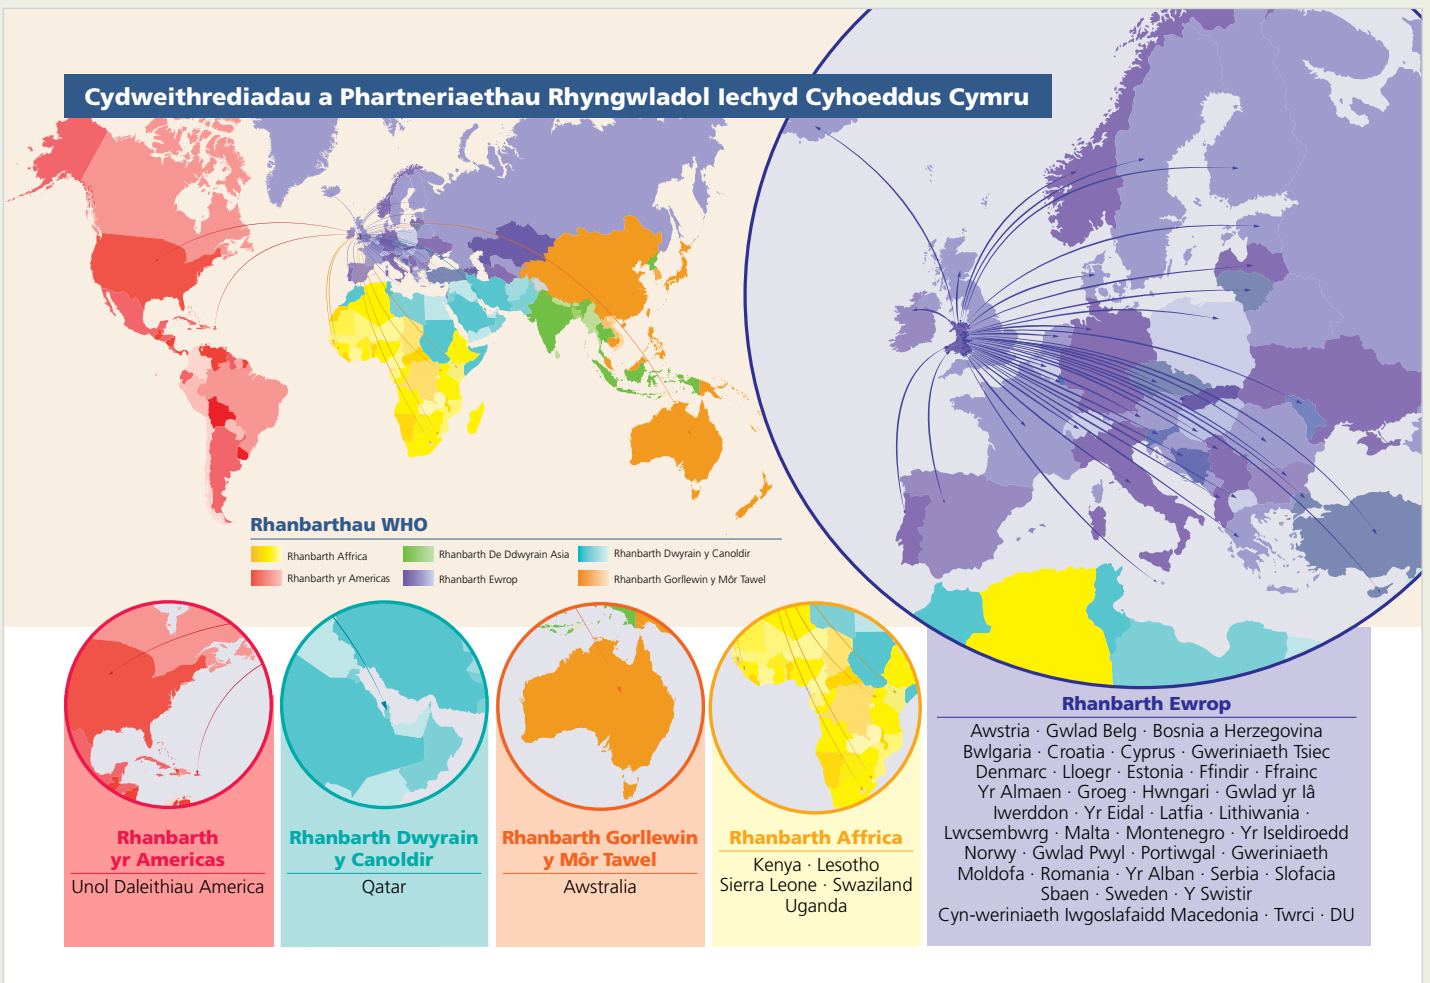 Cydweithrediadau a Phartneriaethau Rhyngwladol Iechyd Cyhoeddus Cymru
Rhanbarthau WHO
Rhanbarth Affrica
Rhanbarth De Ddwyrain Asia
Rhanbarth Dwyrain y Canoldir
Rhanbarth yr Americas
Rhanbarth Ewrop
Rhanbarth Gorllewin y Môr Tawel
Rhanbarth
yr Americas
Unol Daleithiau America
Rhanbarth Dwyrain
y Canoldir
Qatar
Rhanbarth Gorllewin
y Môr Tawel
Awstralia
Rhanbarth Affrica
Kenya · Lesotho
Sierra Leone · Swaziland
Uganda
Rhanbarth Ewrop
Awstria · Gwlad Belg · Bosnia a Herzegovina
Bwlgaria · Croatia · Cyprus · Gweriniaeth Tsiec
Denmarc · Lloegr · Estonia · Ffindir · Ffrainc
Yr Almaen · Groeg · Hwngari · Gwlad yr Iâ
Iwerddon · Yr Eidal · Latfia · Lithiwania ·
Lwcsembwrg · Malta · Montenegro · Yr Iseldiroedd
Norwy · Gwlad Pwyl · Portiwgal · Gweriniaeth
Moldofa · Romania · Yr Alban · Serbia · Slofacia
Sbaen · Sweden · Y Swistir
Cyn-weriniaeth Iwgoslafaidd Macedonia · Twrci · DU